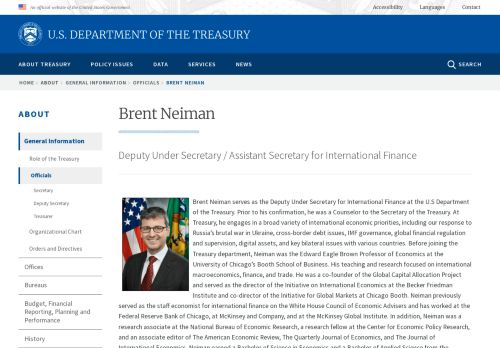 An official website of the United States Government
Accessibility Languages Contact
U.S. DEPARTMENT OF THE TREASURY
ABOUT TREASURY POLICY ISSUES DATA SERVICES NEWS SEARCH
HOME › ABOUT › GENERAL INFORMATION › OFFICIALS › BRENT NEIMAN
ABOUT
General Information
Role of the Treasury
Officials
Secretary
Deputy Secretary
Treasurer
Organizational Chart
Orders and Directives
Offices
Bureaus
Budget, Financial
Reporting, Planning and
Performance
History
Brent Neiman
Deputy Under Secretary / Assistant Secretary for International Finance
Brent Neiman serves as the Deputy Under Secretary for International Finance at the U.S Department
of the Treasury. Prior to his confirmation, he was a Counselor to the Secretary of the Treasury. At
Treasury, he engages in a broad variety of international economic priorities, including our response to
Russia's brutal war in Ukraine, cross-border debt issues, IMF governance, global financial regulation
and supervision, digital assets, and key bilateral issues with various countries. Before joining the
Treasury department, Neiman was the Edward Eagle Brown Professor of Economics at the
University of Chicago's Booth School of Business. His teaching and research focused on international
macroeconomics, finance, and trade. He was a co-founder of the Global Capital Allocation Project
and served as the director of the Initiative on International Economics at the Becker Friedman
Institute and co-director of the Initiative for Global Markets at Chicago Booth. Neiman previously
served as the staff economist for international finance on the White House Council of Economic Advisers and has worked at the
Federal Reserve Bank of Chicago, at McKinsey and Company, and at the McKinsey Global Institute. In addition, Neiman was a
research associate at the National Bureau of Economic Research, a research fellow at the Center for Economic Policy Research,
and an associate editor of The American Economic Review, The Quarterly Journal of Economics, and The Journal of
International Economics. Neiman earned a Bachelor of Science in Economics and a Bachelor of Applied Science from the